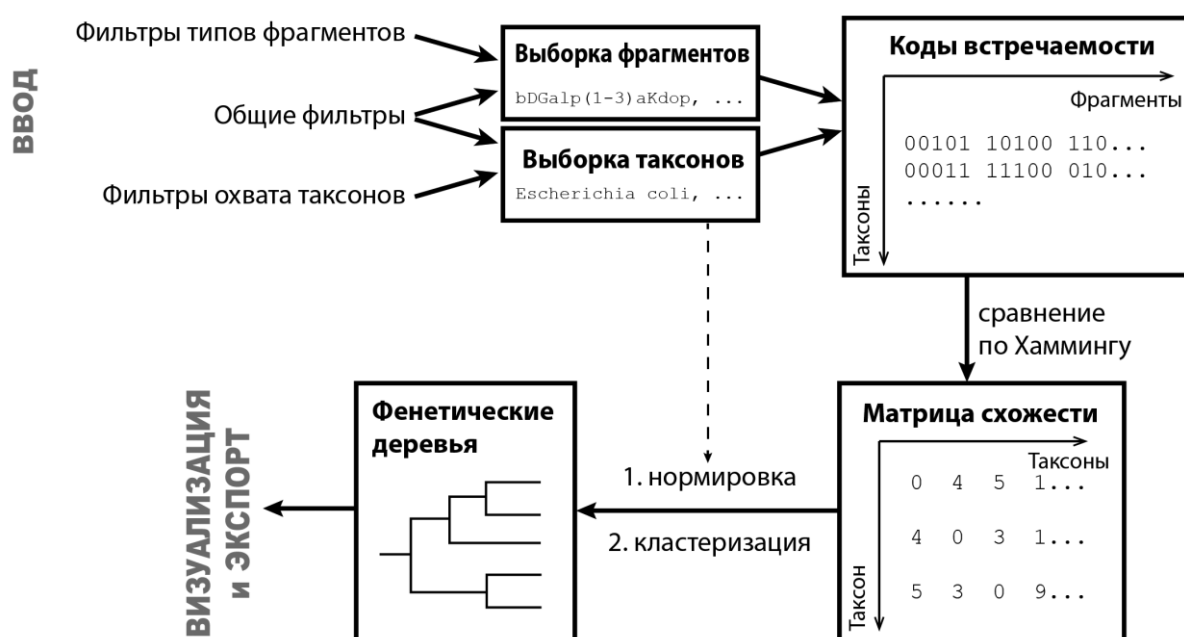 ВВОД
Фильтры типов фрагментов
Общие фильтры
Фильтры охвата таксонов
Выборка фрагментов
bDGalp(1-3)aKdop, ...
Выборка таксонов
Escherichia coli, ...
Коды встречаемости
Фрагменты
Таксоны
00101 10100 110...
00011 11100 010...
......
сравнение
по Хаммингу
Матрица схожести
Таксоны
Таксон
0 4 5 1...
4 0 3 1...
5 3 0 9...
1. нормировка
2. кластеризация
Фенетические
деревья
ВИЗУАЛИЗАЦИЯ
и ЭКСПОРТ